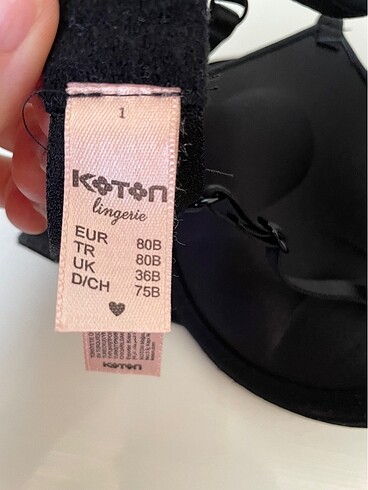 1
KOTON
lingerie
EUR 80B
TR 80B
UK 36B
D/CH 75B
KOTON